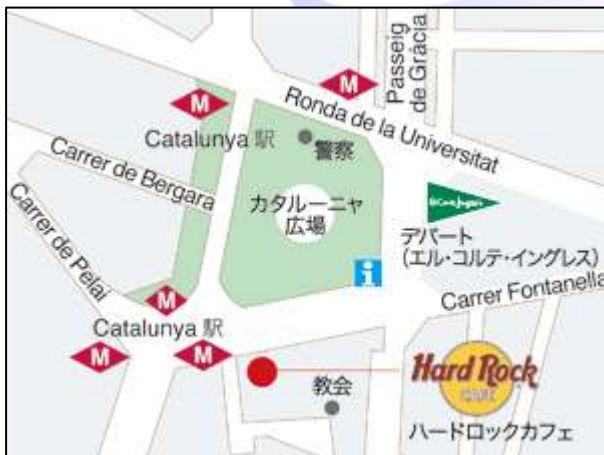 Passeig
de Gràcia
M
Ronda de la Universitat
M
Catalunya 駅
警察
Carrer de Bergara
カタルーニャ
広場
El Corte Inglés
デパート
(エル・コルテ・イングレス)
Carrer de Pelai
i
Carrer Fontanella
M
Catalunya 駅
M
M
Hard Rock
CAFE
教会
ハードロックカフェ